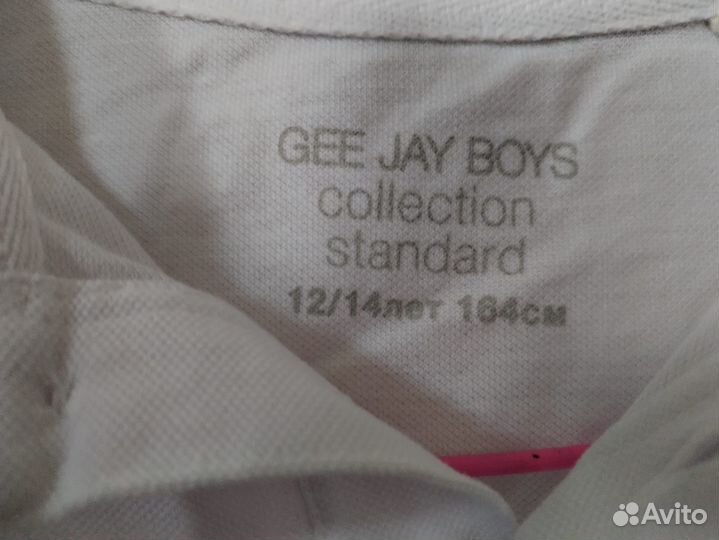 GEE JAY BOYS
collection
standard
12/14лет 164см
Avito